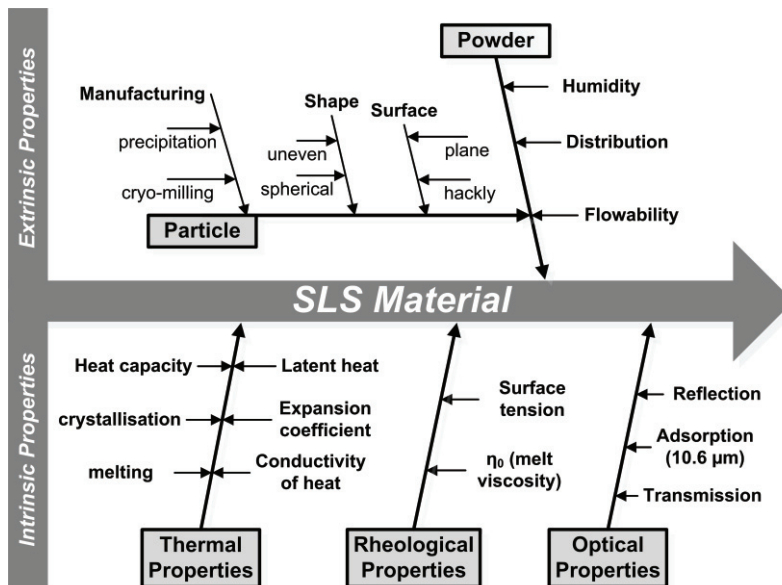 Extrinsic Properties
Powder
Manufacturing
precipitation
cryo-milling
Shape
uneven
spherical
Surface
plane
hackly
Humidity
Distribution
Flowability
Particle
SLS Material
Intrinsic Properties
Heat capacity
Latent heat
crystallisation
Expansion
coefficient
melting
Conductivity
of heat
Surface
tension
η₀ (melt
viscosity)
Reflection
Adsorption
(10.6 µm)
Transmission
Thermal
Properties
Rheological
Properties
Optical
Properties